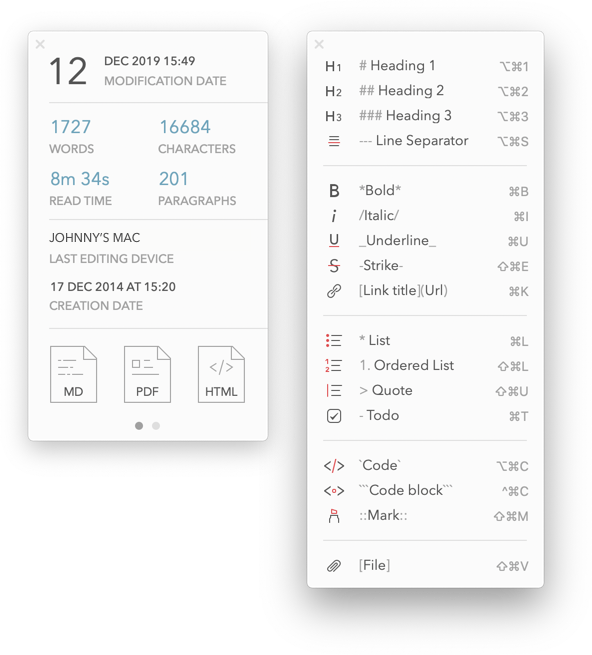 12 DEC 2019 15:49
MODIFICATION DATE
1727 16684
WORDS CHARACTERS
8m 34s 201
READ TIME PARAGRAPHS
JOHNNY'S MAC
LAST EDITING DEVICE
17 DEC 2014 AT 15:20
CREATION DATE
MD PDF </> HTML
H1 # Heading 1 ⌥⌘1
H2 ## Heading 2 ⌥⌘2
H3 ### Heading 3 ⌥⌘3
--- Line Separator ⌥⌘S
B *Bold* ⌘B
i /Italic/ ⌘I
U _Underline_ ⌘U
S -Strike- ⇧⌘E
[Link title](Url) ⌘K
* List ⌘L
1 2 1. Ordered List ⇧⌘L
> Quote ⇧⌘U
- Todo ⌘T
</> `Code` ⌥⌘C
<> ```Code block``` ^⌘C
::Mark:: ⇧⌘M
[File] ⇧⌘V